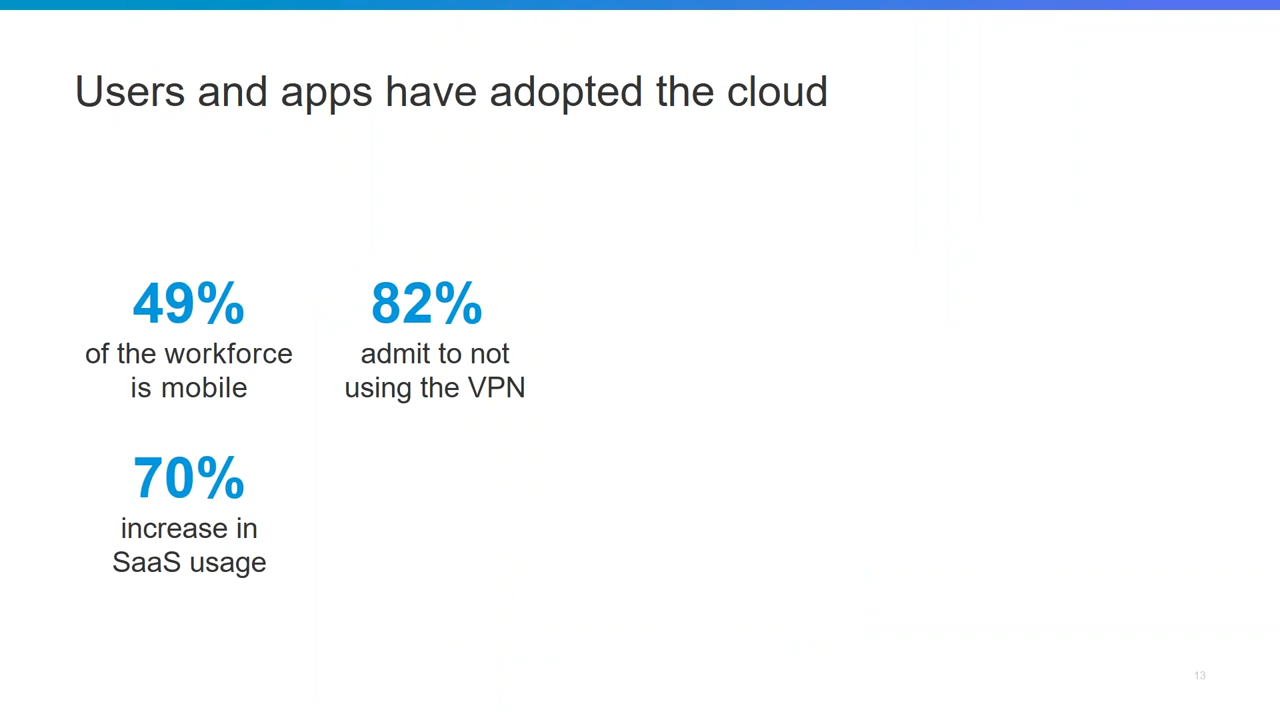 Users and apps have adopted the cloud
49%
of the workforce
is mobile
82%
admit to not
using the VPN
70%
increase in
SaaS usage
13